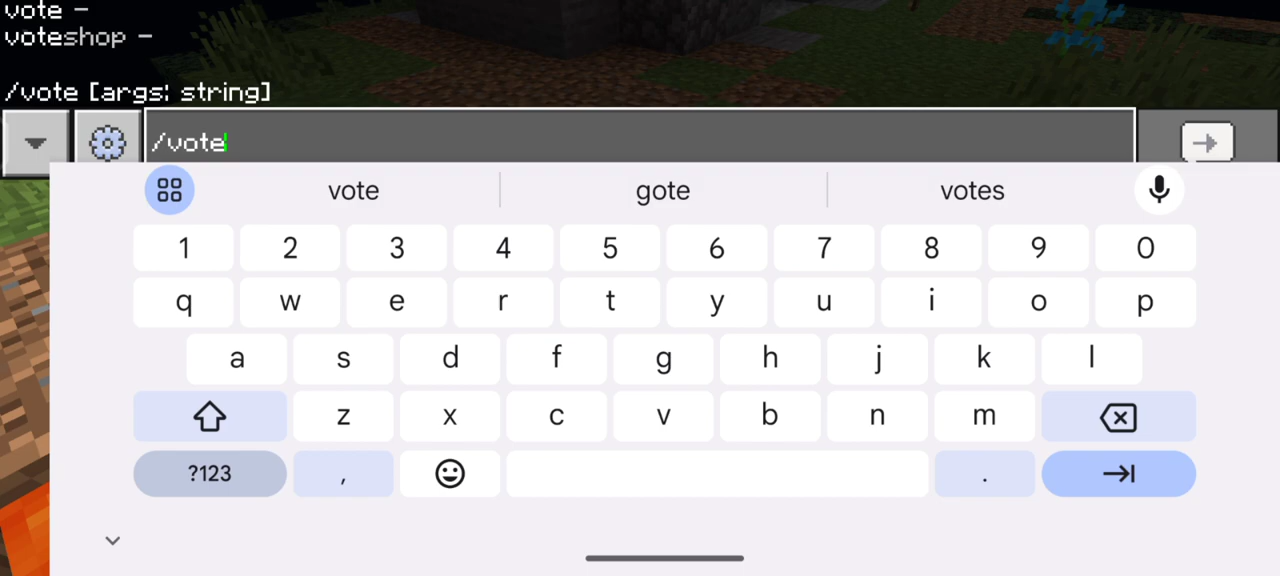 vote –
voteshop –
/vote [args: string]
/vote
vote gote votes
1 2 3 4 5 6 7 8 9 0
q w e r t y u i o p
a s d f g h j k l
z x c v b n m
?123 , .